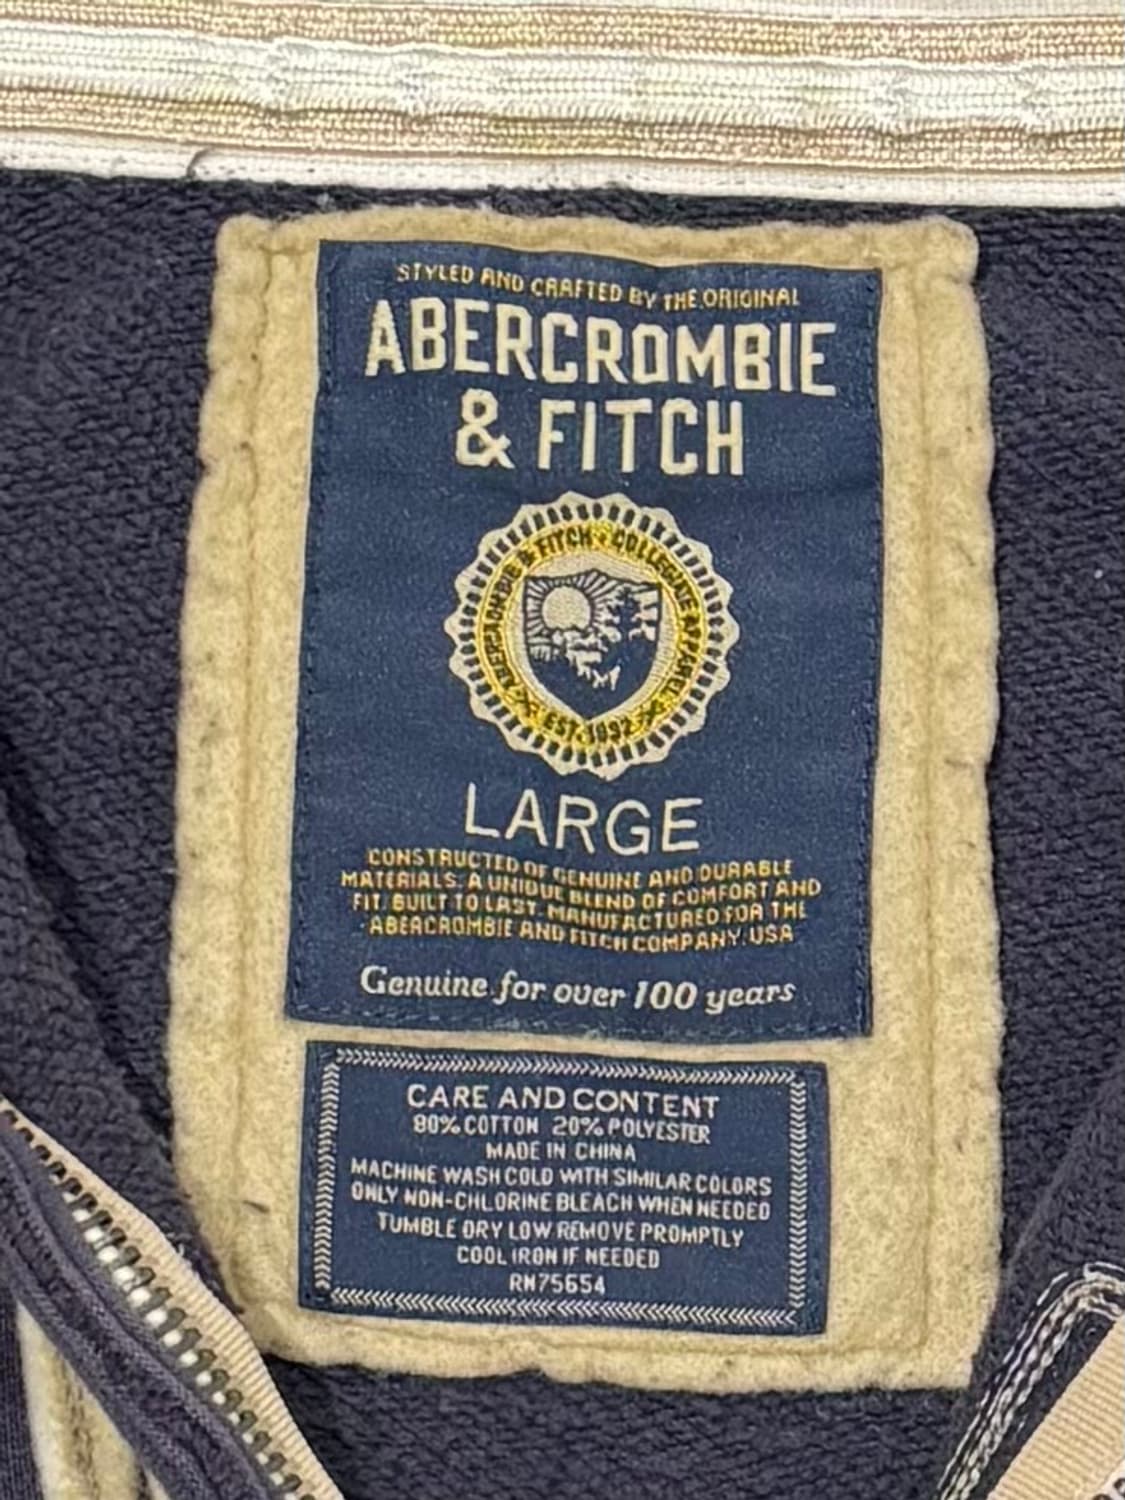 STYLED AND CRAFTED BY THE ORIGINAL
ABERCROMBIE
& FITCH
ABERCROMBIE & FITCH • COLLEGIATE APPAREL
EST. 1892
LARGE
CONSTRUCTED OF GENUINE AND DURABLE
MATERIALS. A UNIQUE BLEND OF COMFORT AND
FIT. BUILT TO LAST. MANUFACTURED FOR THE
ABERCROMBIE AND FITCH COMPANY. USA
Genuine for over 100 years
CARE AND CONTENT
80% COTTON 20% POLYESTER
MADE IN CHINA
MACHINE WASH COLD WITH SIMILAR COLORS
ONLY NON-CHLORINE BLEACH WHEN NEEDED
TUMBLE DRY LOW REMOVE PROMPTLY
COOL IRON IF NEEDED
RN75654